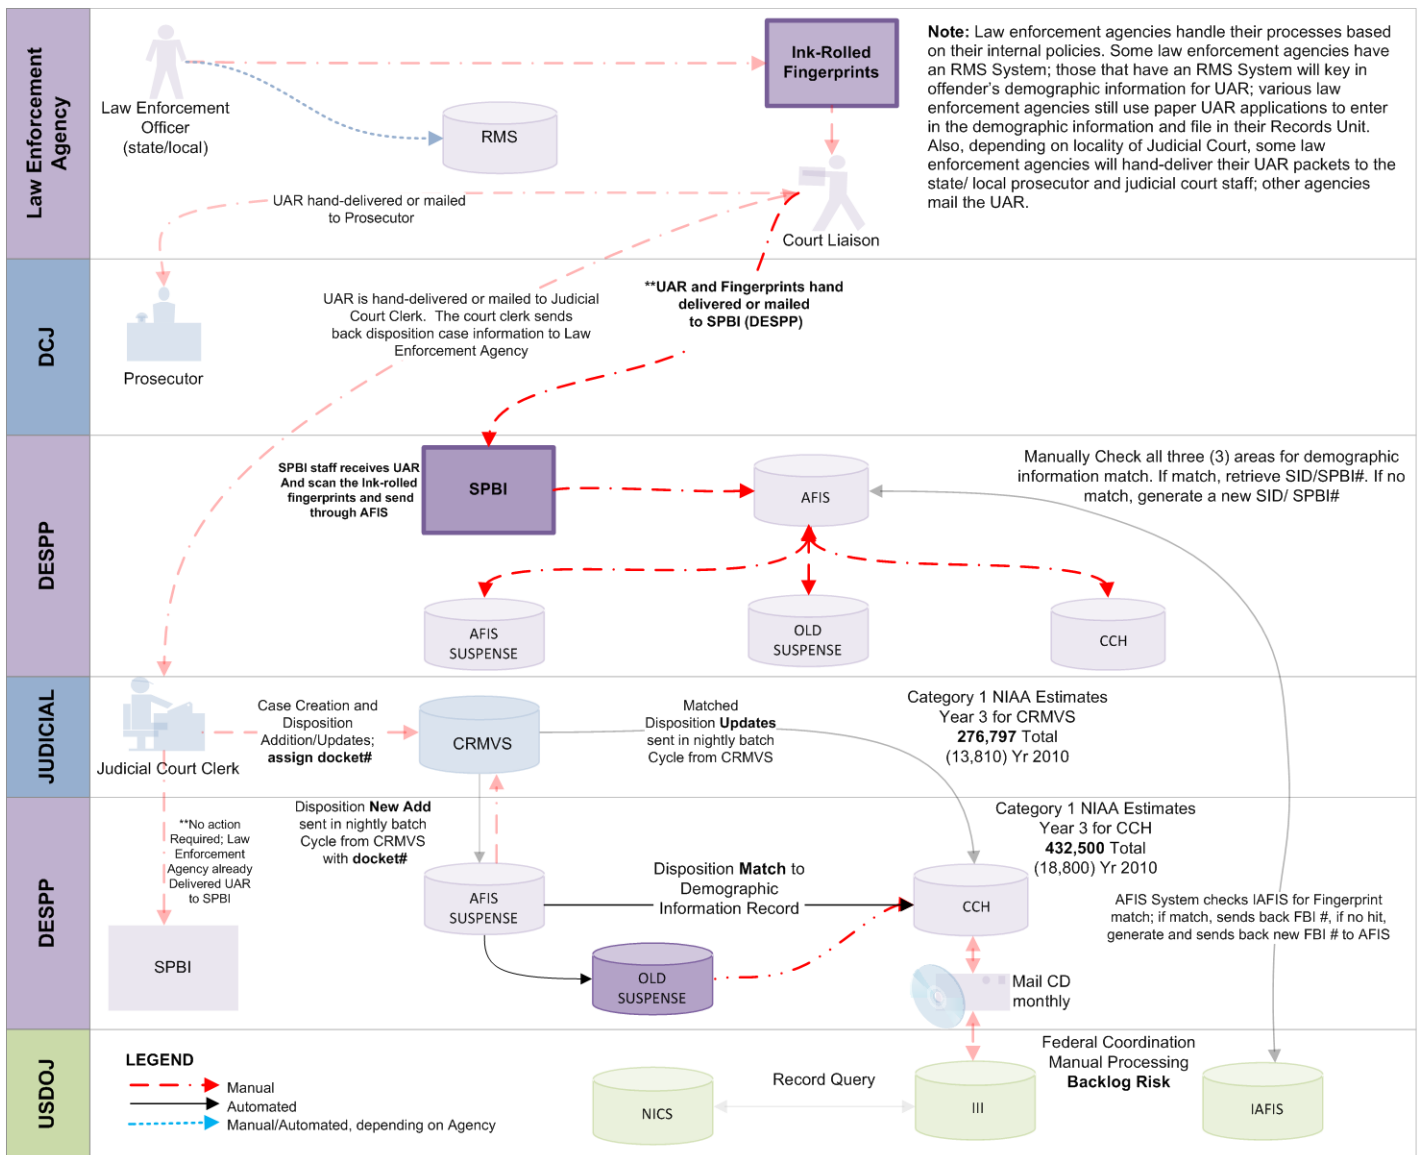 Law Enforcement
Agency
Law Enforcement
Officer
(state/local)
RMS
Ink-Rolled
Fingerprints
Note: Law enforcement agencies handle their processes based
on their internal policies. Some law enforcement agencies have
an RMS System; those that have an RMS System will key in
offender's demographic information for UAR; various law
enforcement agencies still use paper UAR applications to enter
in the demographic information and file in their Records Unit.
Also, depending on locality of Judicial Court, some law
enforcement agencies will hand-deliver their UAR packets to the
state/ local prosecutor and judicial court staff; other agencies
mail the UAR.
UAR hand-delivered or mailed
to Prosecutor
Court Liaison
DCJ
Prosecutor
UAR is hand-delivered or mailed to Judicial
Court Clerk. The court clerk sends
back disposition case information to Law
Enforcement Agency
**UAR and Fingerprints hand
delivered or mailed
to SPBI (DESPP)
DESPP
SPBI staff receives UAR
And scan the Ink-rolled
fingerprints and send
through AFIS
SPBI
AFIS
Manually Check all three (3) areas for demographic
information match. If match, retrieve SID/SPBI#. If no
match, generate a new SID/ SPBI#
AFIS
SUSPENSE
OLD
SUSPENSE
CCH
JUDICIAL
Judicial Court Clerk
Case Creation and
Disposition
Addition/Updates;
assign docket#
CRMVS
Matched
Disposition Updates
sent in nightly batch
Cycle from CRMVS
Category 1 NIAA Estimates
Year 3 for CRMVS
276,797 Total
(13,810) Yr 2010
DESPP
**No action
Required; Law
Enforcement
Agency already
Delivered UAR
to SPBI
SPBI
Disposition New Add
sent in nightly batch
Cycle from CRMVS
with docket#
AFIS
SUSPENSE
Disposition Match to
Demographic
Information Record
OLD
SUSPENSE
CCH
Category 1 NIAA Estimates
Year 3 for CCH
432,500 Total
(18,800) Yr 2010
AFIS System checks IAFIS for Fingerprint
match; if match, sends back FBI #, if no hit,
generate and sends back new FBI # to AFIS
Mail CD
monthly
USDOJ
LEGEND
Manual
Automated
Manual/Automated, depending on Agency
NICS
Record Query
III
Federal Coordination
Manual Processing
Backlog Risk
IAFIS